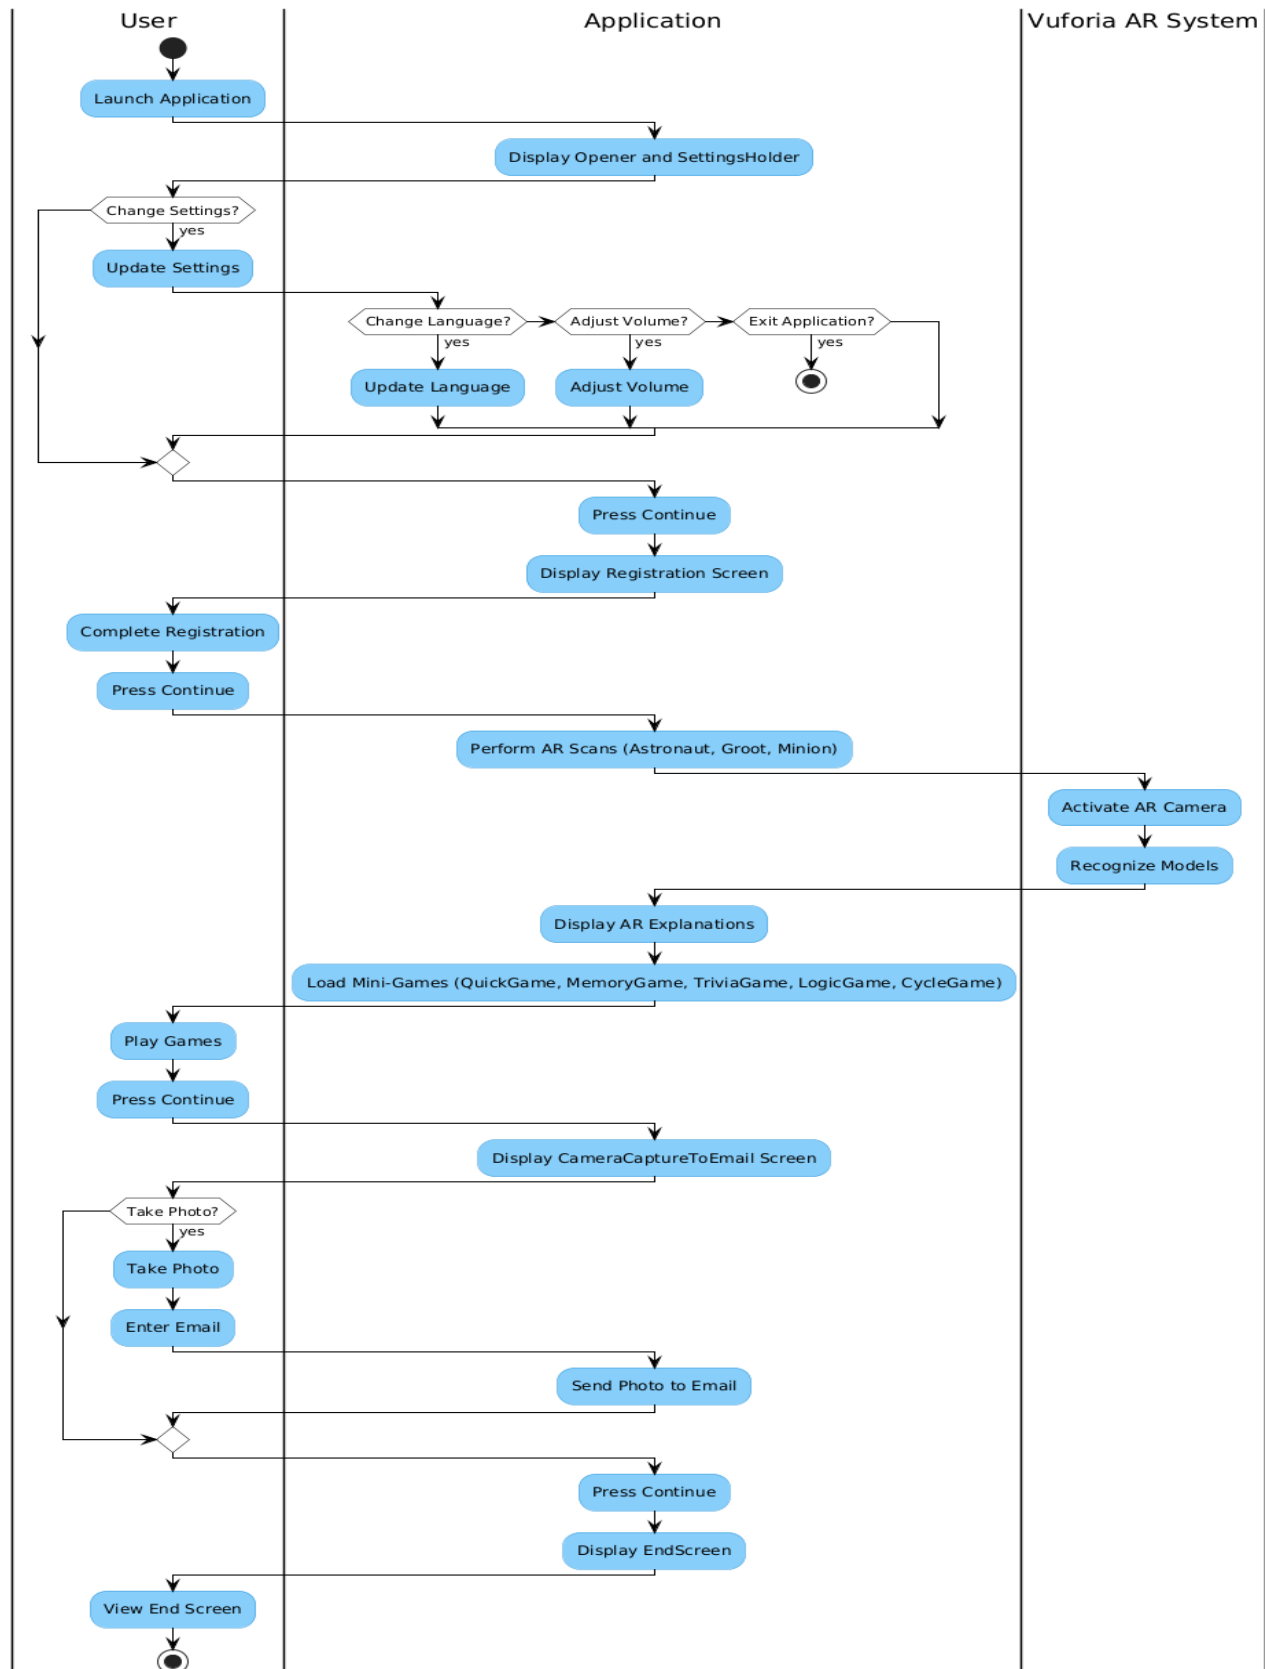 User
Application
Vuforia AR System
Launch Application
Display Opener and SettingsHolder
Change Settings?
yes
Update Settings
Change Language?
Adjust Volume?
Exit Application?
yes
yes
yes
Update Language
Adjust Volume
Press Continue
Display Registration Screen
Complete Registration
Press Continue
Perform AR Scans (Astronaut, Groot, Minion)
Activate AR Camera
Recognize Models
Display AR Explanations
Load Mini-Games (QuickGame, MemoryGame, TriviaGame, LogicGame, CycleGame)
Play Games
Press Continue
Display CameraCaptureToEmail Screen
Take Photo?
yes
Take Photo
Enter Email
Send Photo to Email
Press Continue
Display EndScreen
View End Screen